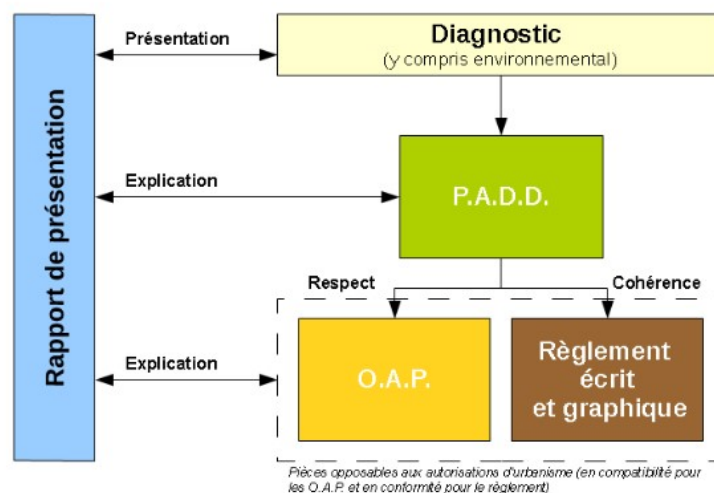 Rapport de présentation
Présentation
Diagnostic
(y compris environnemental)
Explication
P.A.D.D.
Respect
Cohérence
Explication
O.A.P.
Règlement
écrit
et graphique
Pièces opposables aux autorisations d'urbanisme (en compatibilité pour
les O.A.P. et en conformité pour le règlement)